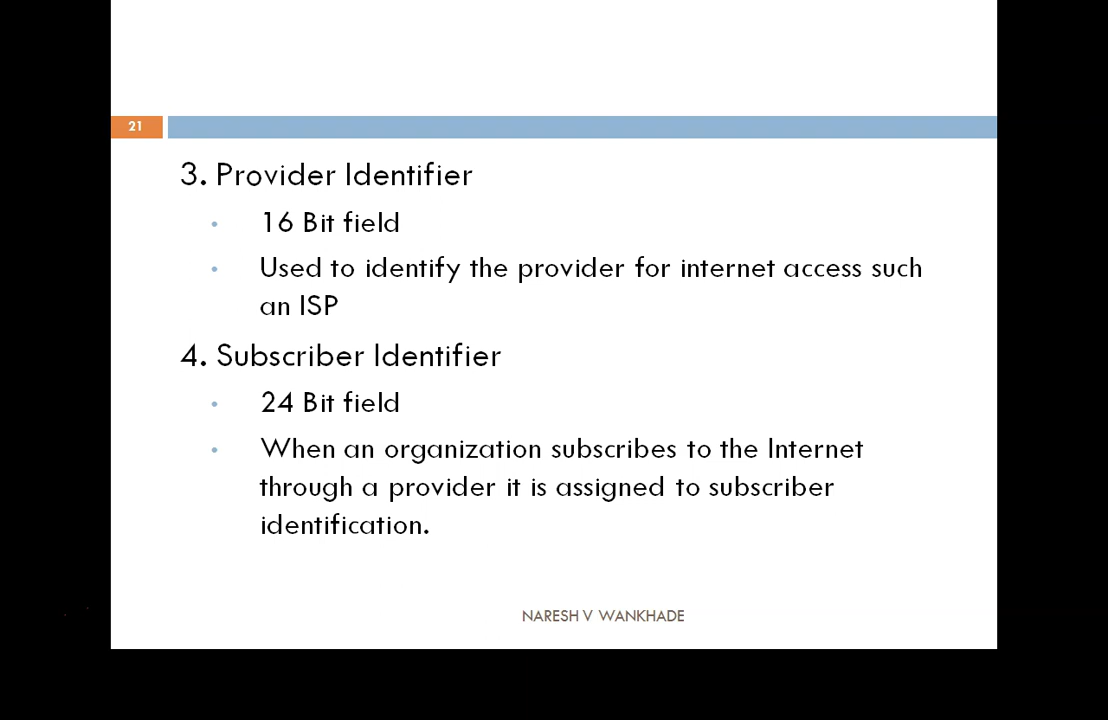 21
3. Provider Identifier
• 16 Bit field
• Used to identify the provider for internet access such
an ISP
4. Subscriber Identifier
• 24 Bit field
• When an organization subscribes to the Internet
through a provider it is assigned to subscriber
identification.
NARESH V WANKHADE